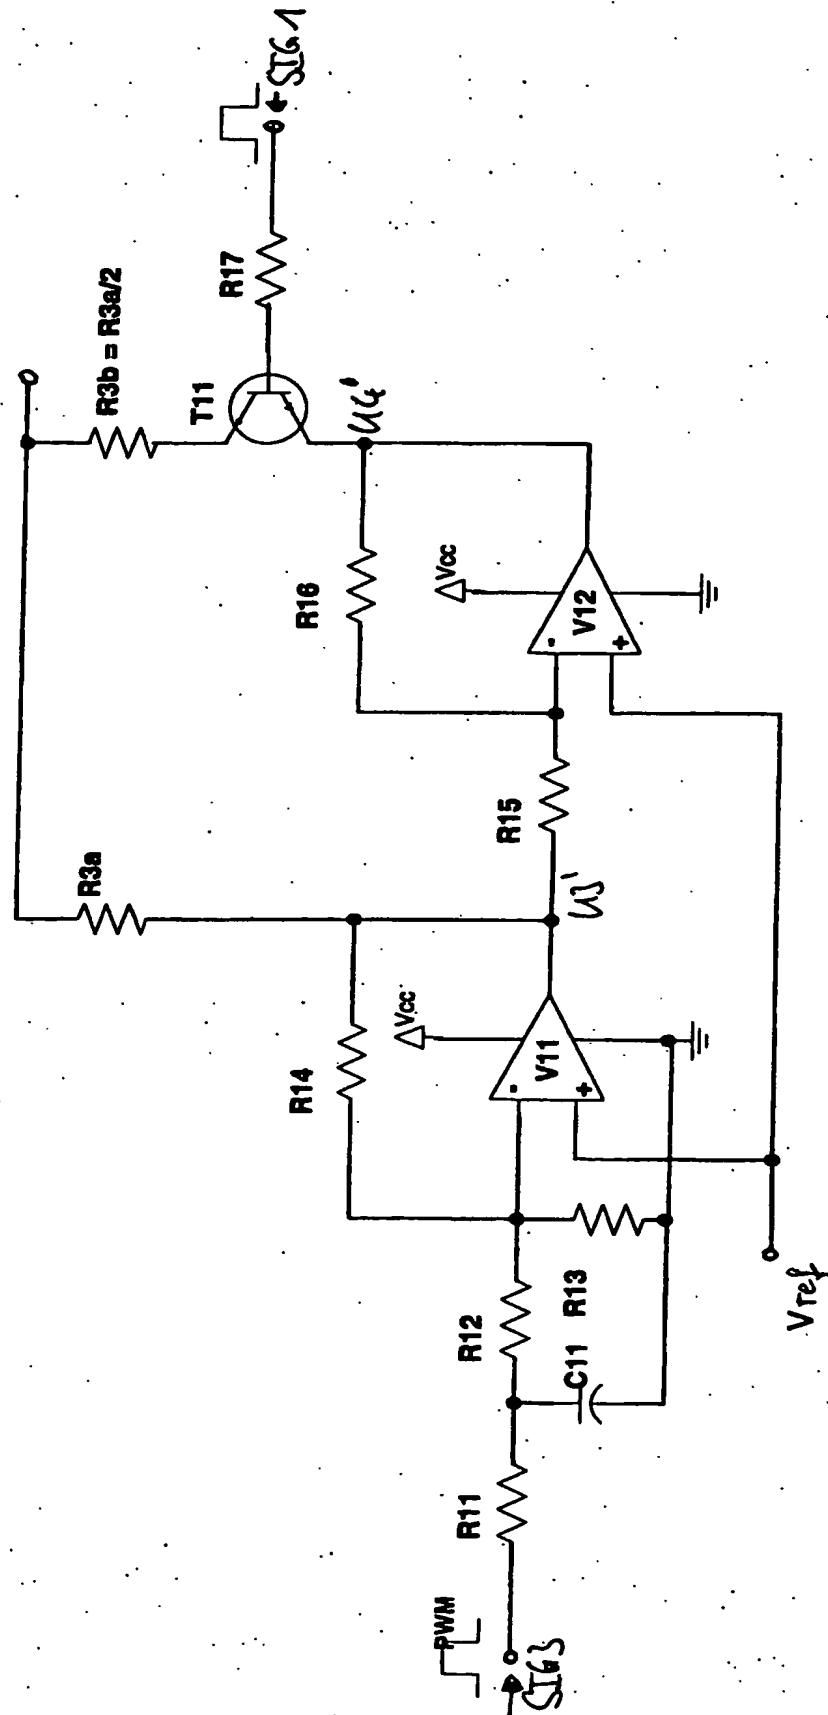 PWM
SIG3
R11
C11
R12
R13
Vref
R14
-
+
V11
Vcc
U3'
R3a
R15
R16
-
+
V12
Vcc
U4'
T11
R3b = R3a/2
R17
SIG1